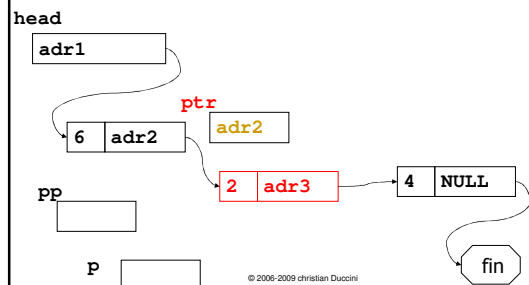 head
adr1
ptr
adr2
6 adr2
2 adr3
4 NULL
pp
p
fin
© 2006-2009 christian Duccini